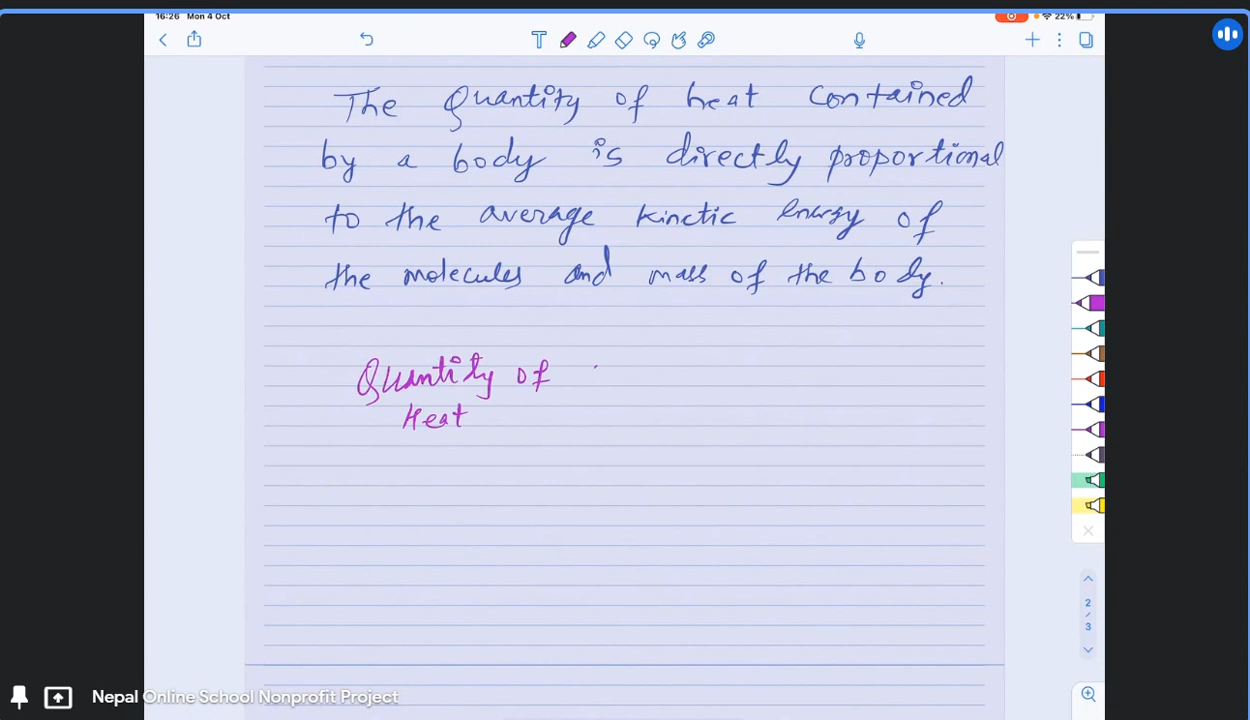 16:26 Mon 4 Oct
22%
The Quantity of heat contained
by a body is directly proportional
to the average kinetic energy of
the molecules and mass of the body.
Quantity of
Heat
2
3
Nepal Online School Nonprofit Project